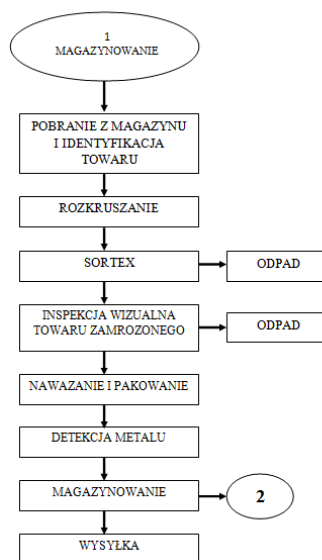 1
MAGAZYNOWANIE
POBRANIE Z MAGAZYNU
I IDENTYFIKACJA
TOWARU
ROZKRUSZANIE
SORTEX
ODPAD
INSPEKCJA WIZUALNA
TOWARU ZAMROZONEGO
ODPAD
NAWAZANIE I PAKOWANIE
DETEKCJA METALU
MAGAZYNOWANIE
2
WYSYŁKA